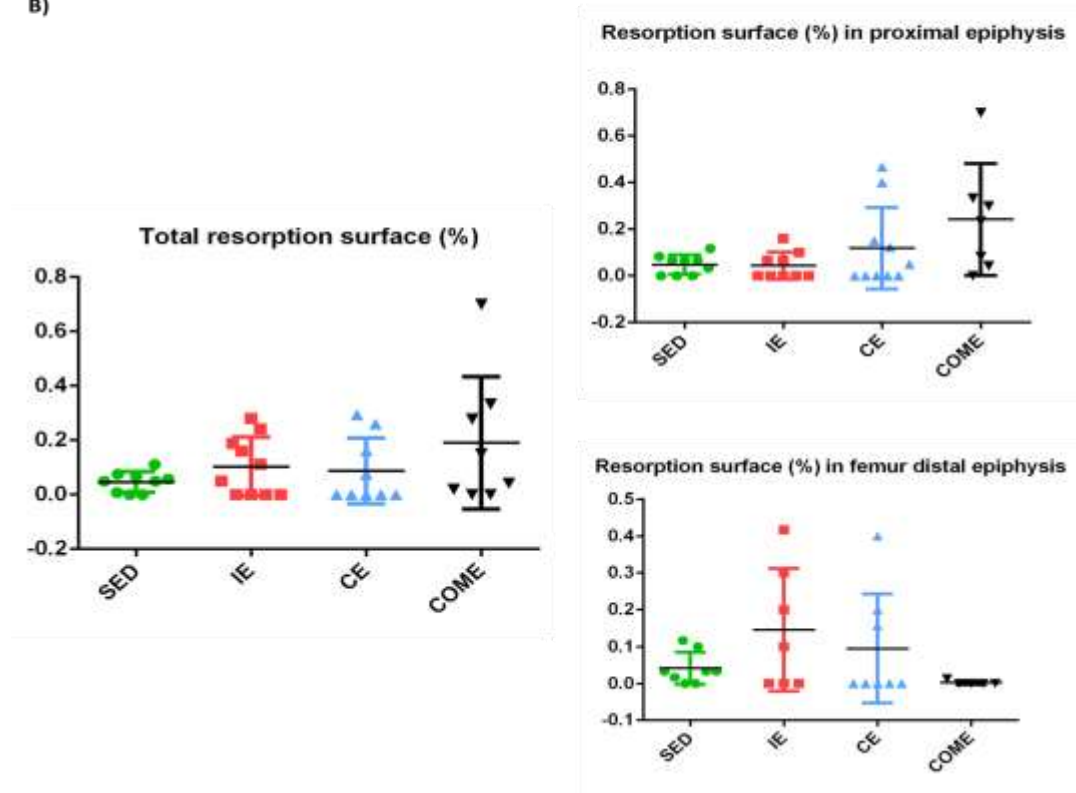 B)
Resorption surface (%) in proximal epiphysis
0.8
0.6
0.4
0.2
0.0
-0.2
SED
IE
CE
COME
Total resorption surface (%)
0.8
0.6
0.4
0.2
0.0
-0.2
SED
IE
CE
COME
Resorption surface (%) in femur distal epiphysis
0.5
0.4
0.3
0.2
0.1
0.0
-0.1
SED
IE
CE
COME